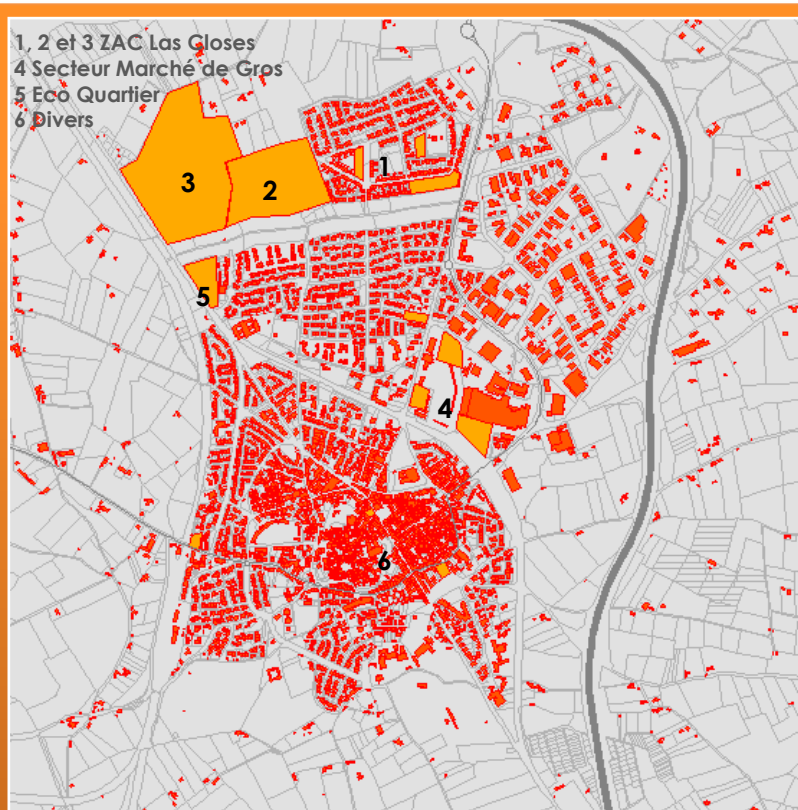 1, 2 et 3 ZAC Las Closes
4 Secteur Marché de Gros
5 Eco Quartier
6 Divers
1
3
2
5
4
6